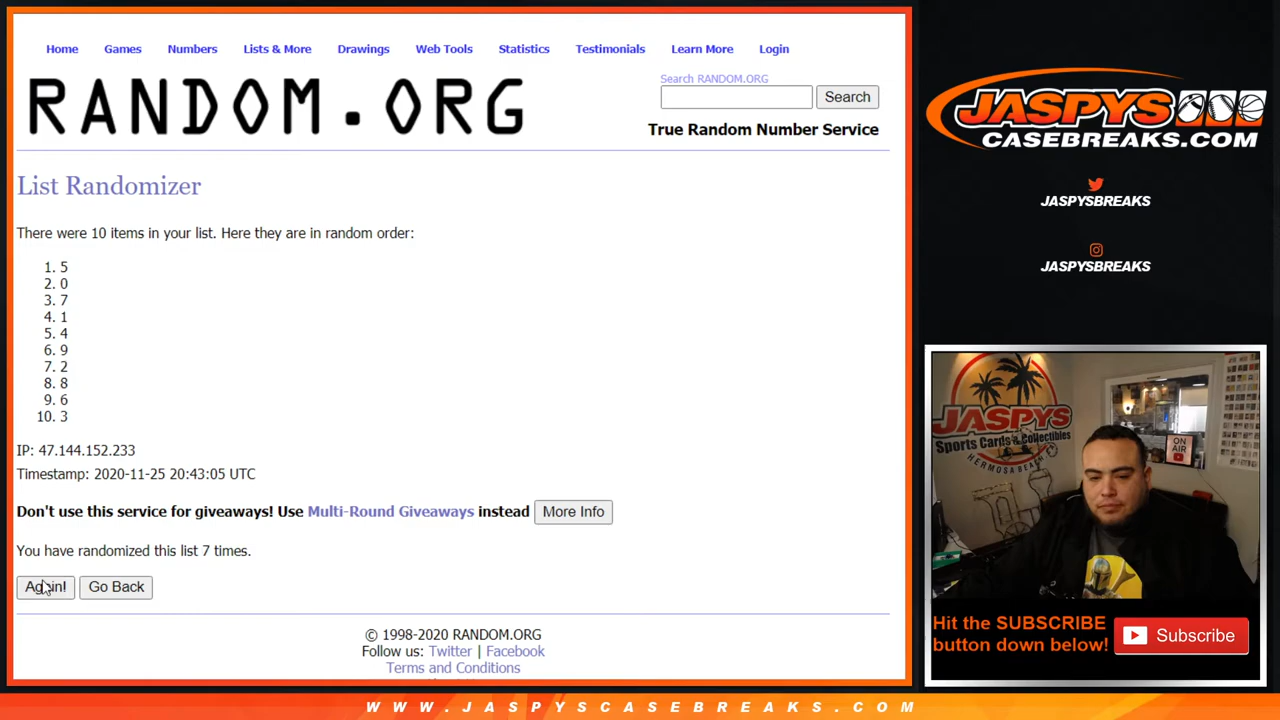 Home Games Numbers Lists & More Drawings Web Tools Statistics Testimonials Learn More Login
RANDOM.ORG
Search RANDOM.ORG
Search
True Random Number Service
List Randomizer
There were 10 items in your list. Here they are in random order:
1. 5
2. 0
3. 7
4. 1
5. 4
6. 9
7. 2
8. 8
9. 6
10. 3
IP: 47.144.152.233
Timestamp: 2020-11-25 20:43:05 UTC
Don't use this service for giveaways! Use Multi-Round Giveaways instead More Info
You have randomized this list 7 times.
Again! Go Back
© 1998-2020 RANDOM.ORG
Follow us: Twitter | Facebook
Terms and Conditions
JASPYS
CASEBREAKS.COM
JASPYSBREAKS
JASPYSBREAKS
JASPYS
Sports Cards & Collectibles
HERMOSA BEACH
ON AIR
Hit the SUBSCRIBE
button down below!
Subscribe
WWW.JASPYSCASEBREAKS.COM